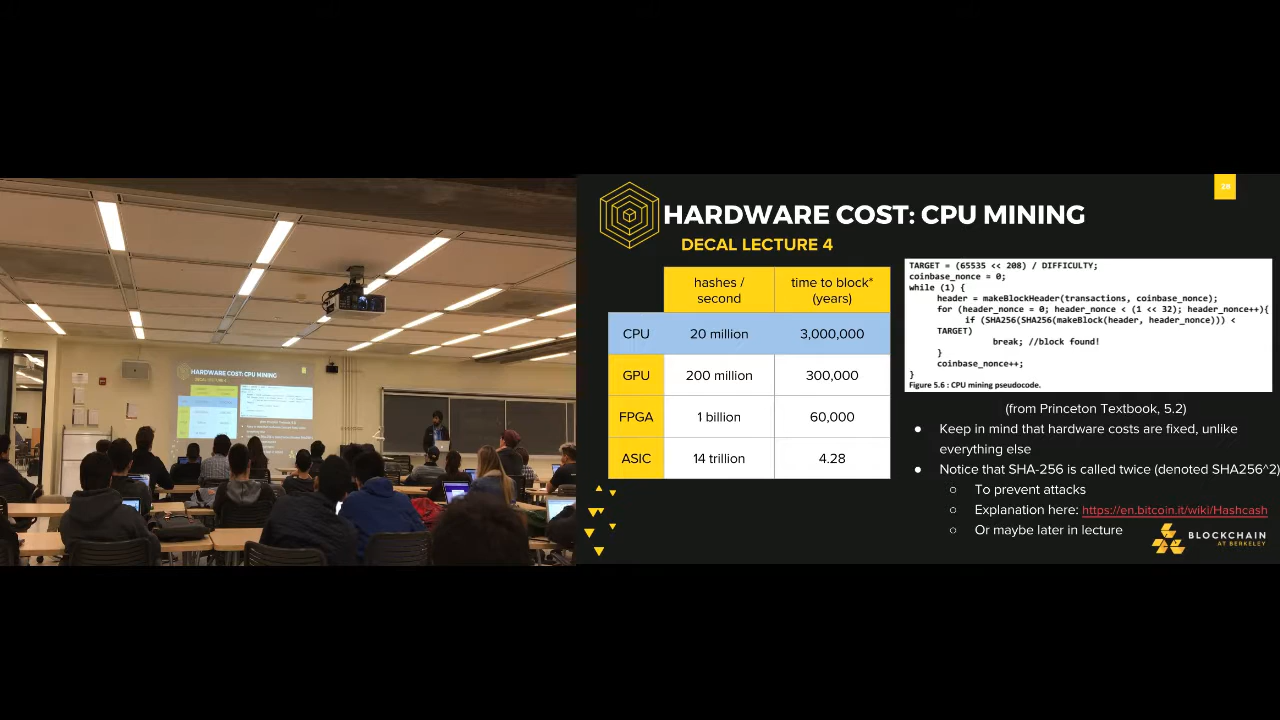 28
HARDWARE COST: CPU MINING
DECAL LECTURE 4
hashes / second
time to block* (years)
CPU 20 million 3,000,000
GPU 200 million 300,000
FPGA 1 billion 60,000
ASIC 14 trillion 4.28
TARGET = (65535 << 208) / DIFFICULTY;
coinbase_nonce = 0;
while (1) {
header = makeBlockHeader(transactions, coinbase_nonce);
for (header_nonce = 0; header_nonce < (1 << 32); header_nonce++){
if (SHA256(SHA256(makeBlock(header, header_nonce))) <
TARGET)
break; //block found!
}
coinbase_nonce++;
}
Figure 5.6 : CPU mining pseudocode.
(from Princeton Textbook, 5.2)
● Keep in mind that hardware costs are fixed, unlike
everything else
● Notice that SHA-256 is called twice (denoted SHA256^2)
○ To prevent attacks
○ Explanation here: https://en.bitcoin.it/wiki/Hashcash
○ Or maybe later in lecture
BLOCKCHAIN
AT BERKELEY
HARDWARE COST: CPU MINING
DECAL LECTURE 4